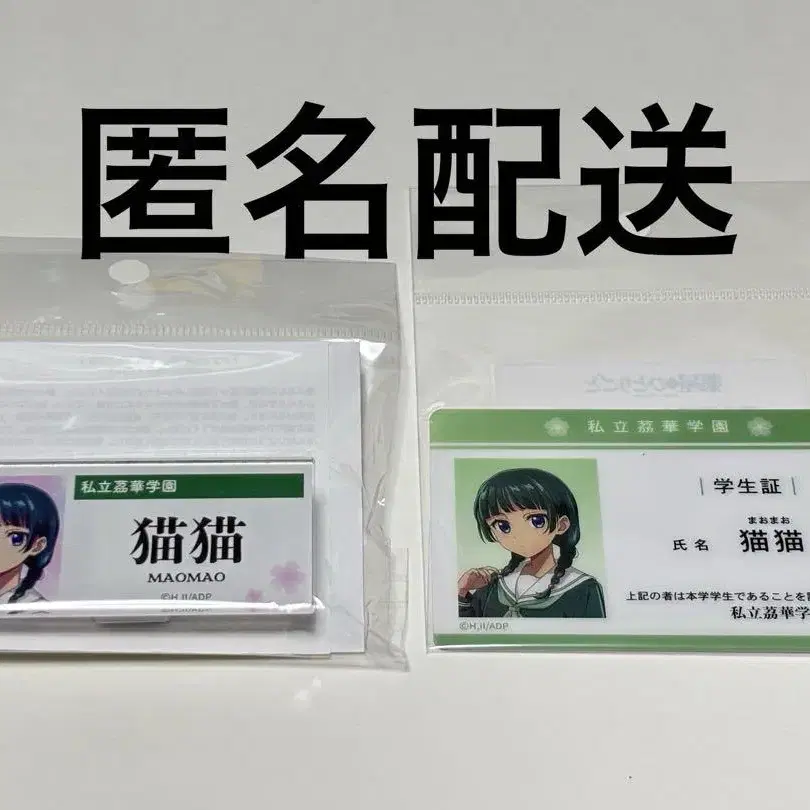 匿名配送
私立茘華学園
猫猫
MAOMAO
©H,II/ADP
私立茘華学園
学生証
まおまお
氏名 猫猫
上記の者は本学学生であることを
私立茘華学
©H,II/ADP